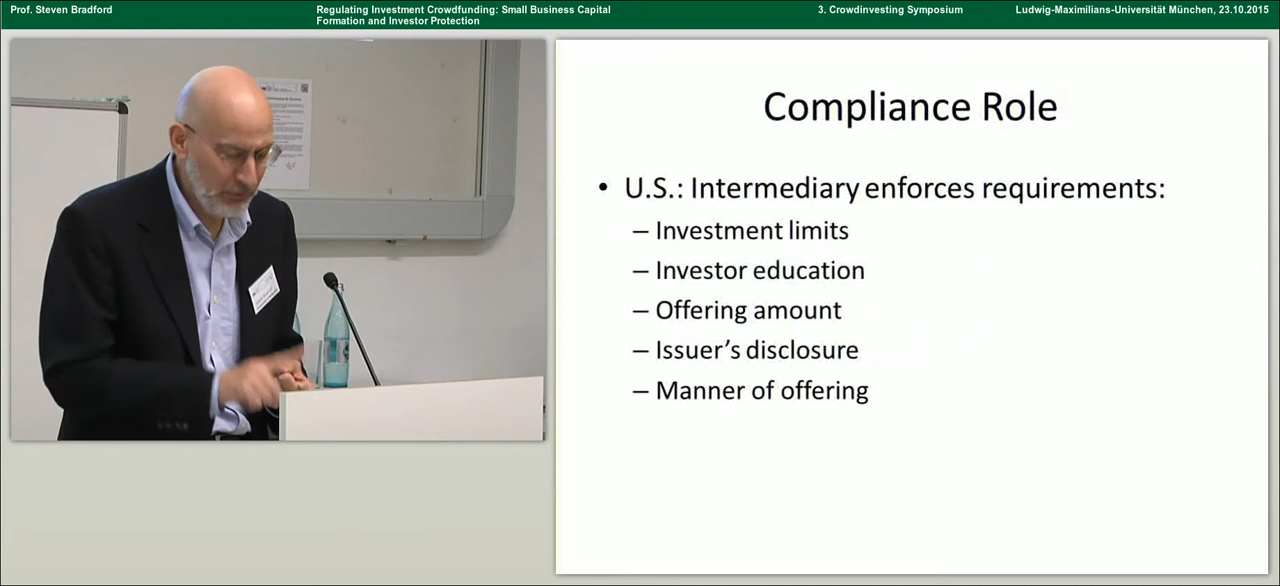 Prof. Steven Bradford
Regulating Investment Crowdfunding: Small Business Capital
Formation and Investor Protection
3. Crowdinvesting Symposium
Ludwig-Maximilians-Universität München, 23.10.2015
Compliance Role
• U.S.: Intermediary enforces requirements:
– Investment limits
– Investor education
– Offering amount
– Issuer's disclosure
– Manner of offering